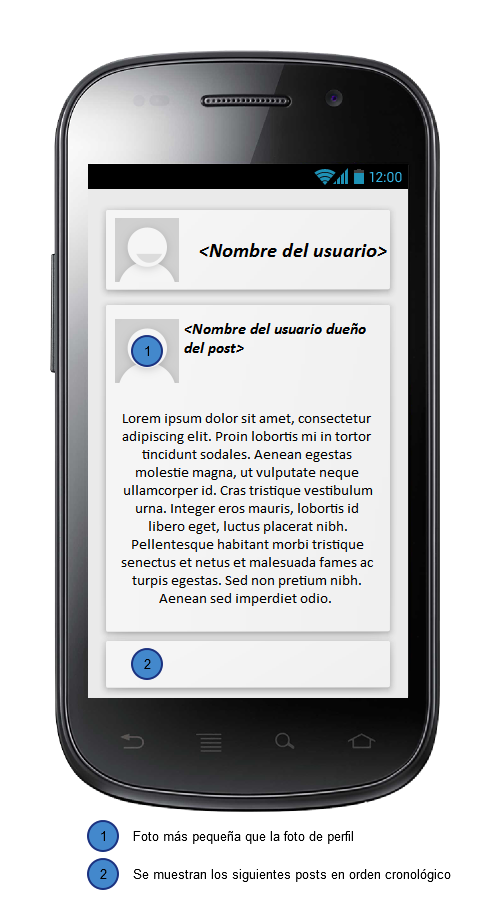 12:00
<Nombre del usuario>
<Nombre del usuario dueño
del post>
1
Lorem ipsum dolor sit amet, consectetur
adipiscing elit. Proin lobortis mi in tortor
tincidunt sodales. Aenean egestas
molestie magna, ut vulputate neque
ullamcorper id. Cras tristique vestibulum
urna. Integer eros mauris, lobortis id
libero eget, luctus placerat nibh.
Pellentesque habitant morbi tristique
senectus et netus et malesuada fames ac
turpis egestas. Sed non pretium nibh.
Aenean sed imperdiet odio.
2
1 Foto más pequeña que la foto de perfil
2 Se muestran los siguientes posts en orden cronológico